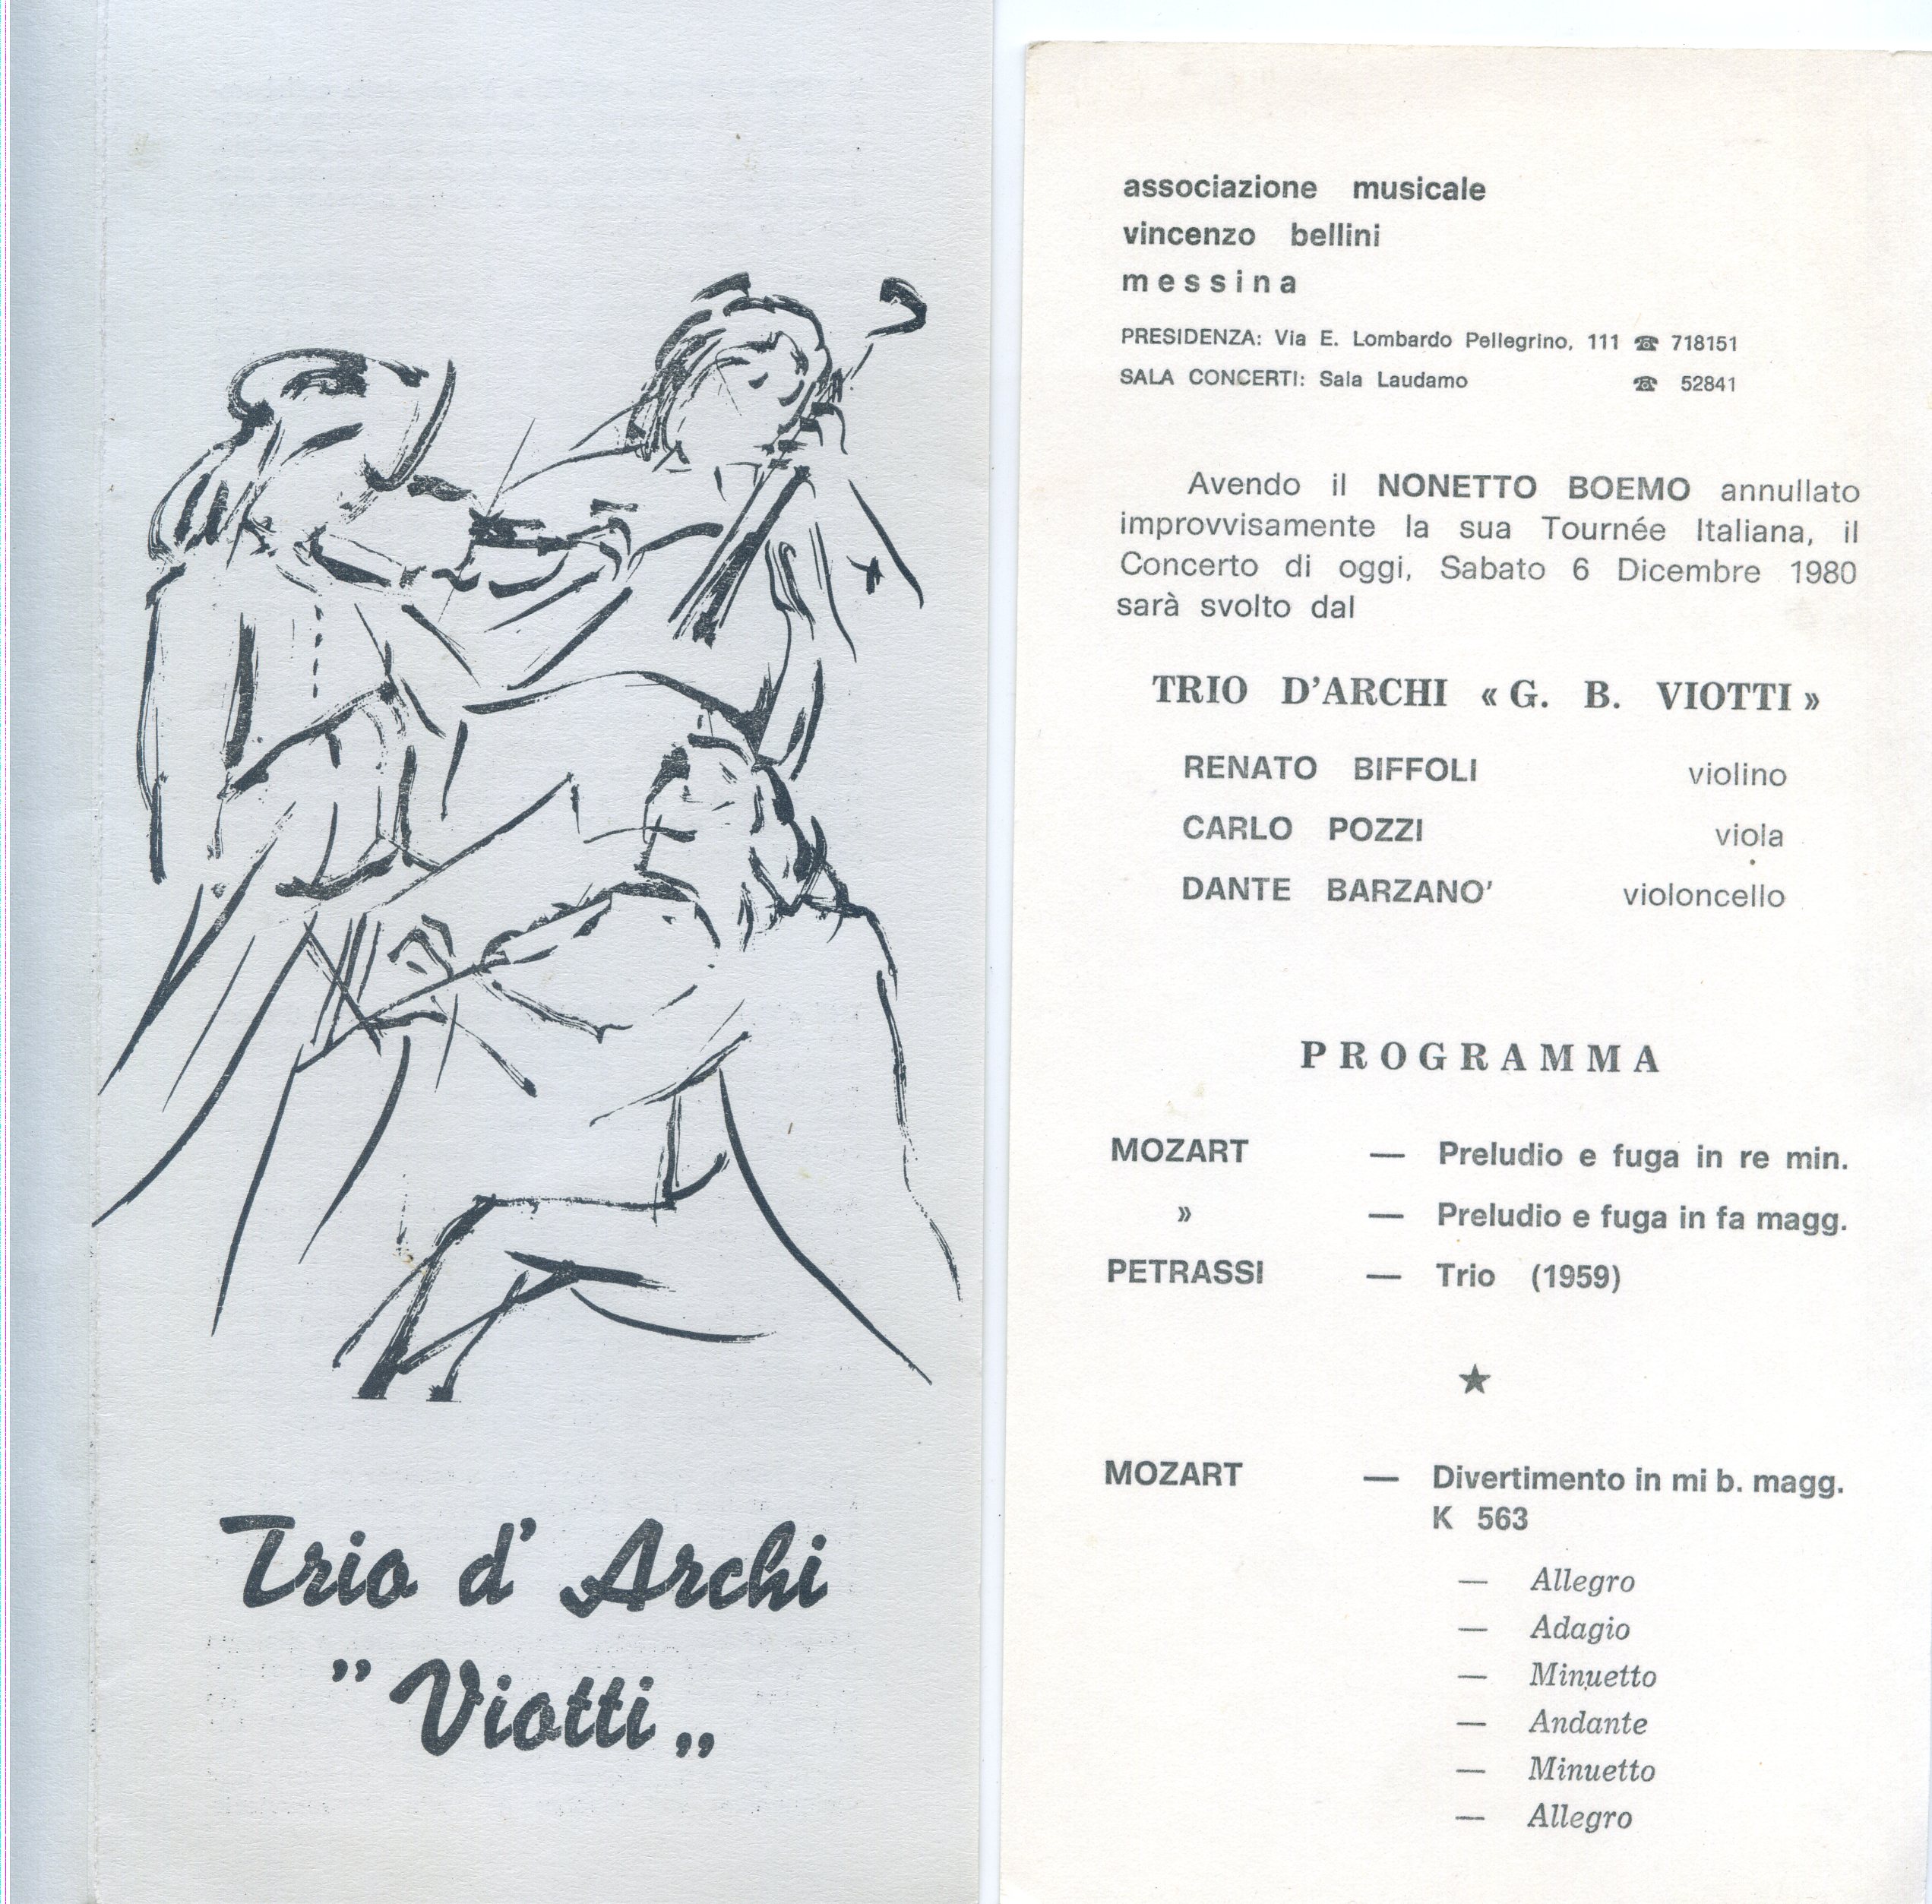 Trio d' Archi
" Viotti „
associazione musicale
vincenzo bellini
messina
PRESIDENZA: Via E. Lombardo Pellegrino, 111 ☎ 718151
SALA CONCERTI: Sala Laudamo ☎ 52841
Avendo il NONETTO BOEMO annullato
improvvisamente la sua Tournée Italiana, il
Concerto di oggi, Sabato 6 Dicembre 1980
sarà svolto dal
TRIO D'ARCHI « G. B. VIOTTI »
RENATO BIFFOLI violino
CARLO POZZI viola
DANTE BARZANO' violoncello
PROGRAMMA
MOZART — Preludio e fuga in re min.
» — Preludio e fuga in fa magg.
PETRASSI — Trio (1959)
★
MOZART — Divertimento in mi b. magg.
K 563
— Allegro
— Adagio
— Minuetto
— Andante
— Minuetto
— Allegro